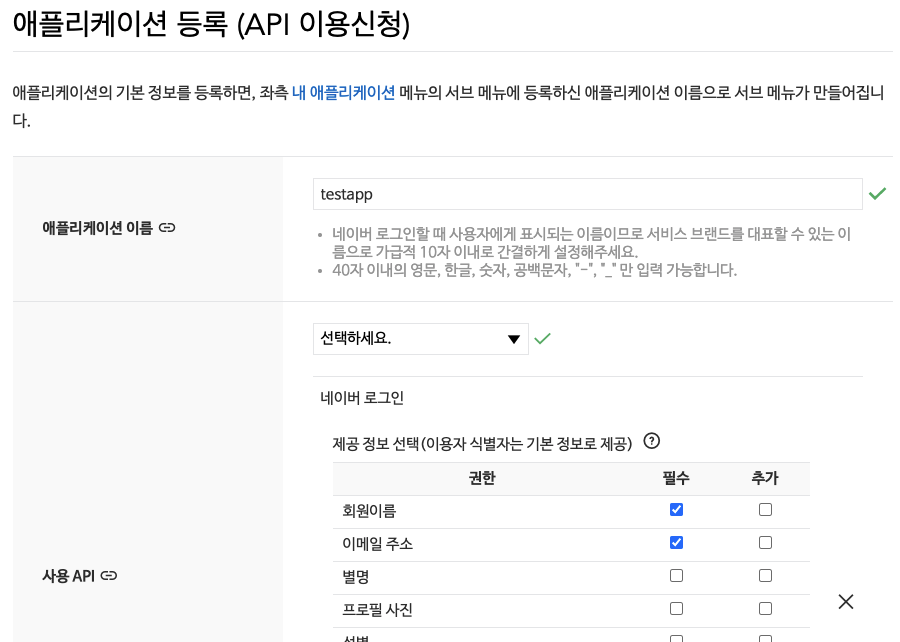 애플리케이션 등록 (API 이용신청)
애플리케이션의 기본 정보를 등록하면, 좌측 내 애플리케이션 메뉴의 서브 메뉴에 등록하신 애플리케이션 이름으로 서브 메뉴가 만들어집니
다.
애플리케이션 이름
testapp
네이버 로그인할 때 사용자에게 표시되는 이름이므로 서비스 브랜드를 대표할 수 있는 이
름으로 가급적 10자 이내로 간결하게 설정해주세요.
40자 이내의 영문, 한글, 숫자, 공백문자, "-", "_" 만 입력 가능합니다.
사용 API
선택하세요.
네이버 로그인
제공 정보 선택(이용자 식별자는 기본 정보로 제공)
권한 필수 추가
회원이름
이메일 주소
별명
프로필 사진